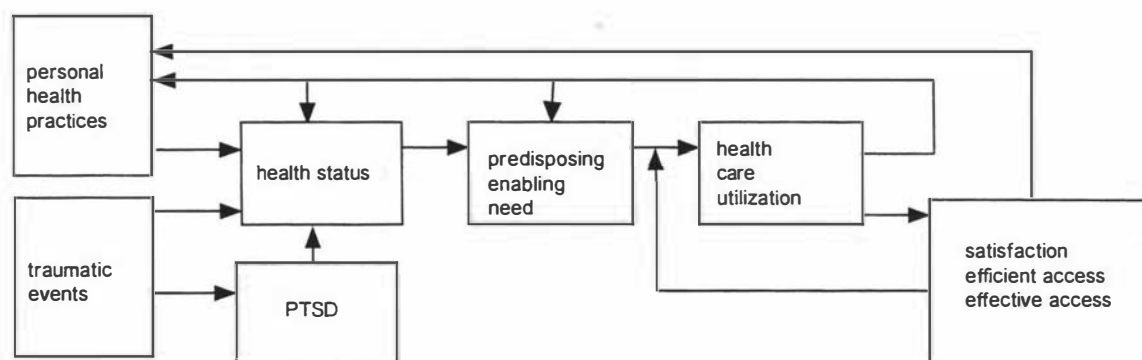 personal
health
practices
health status
predisposing
enabling
need
health
care
utilization
traumatic
events
PTSD
satisfaction
efficient access
effective access